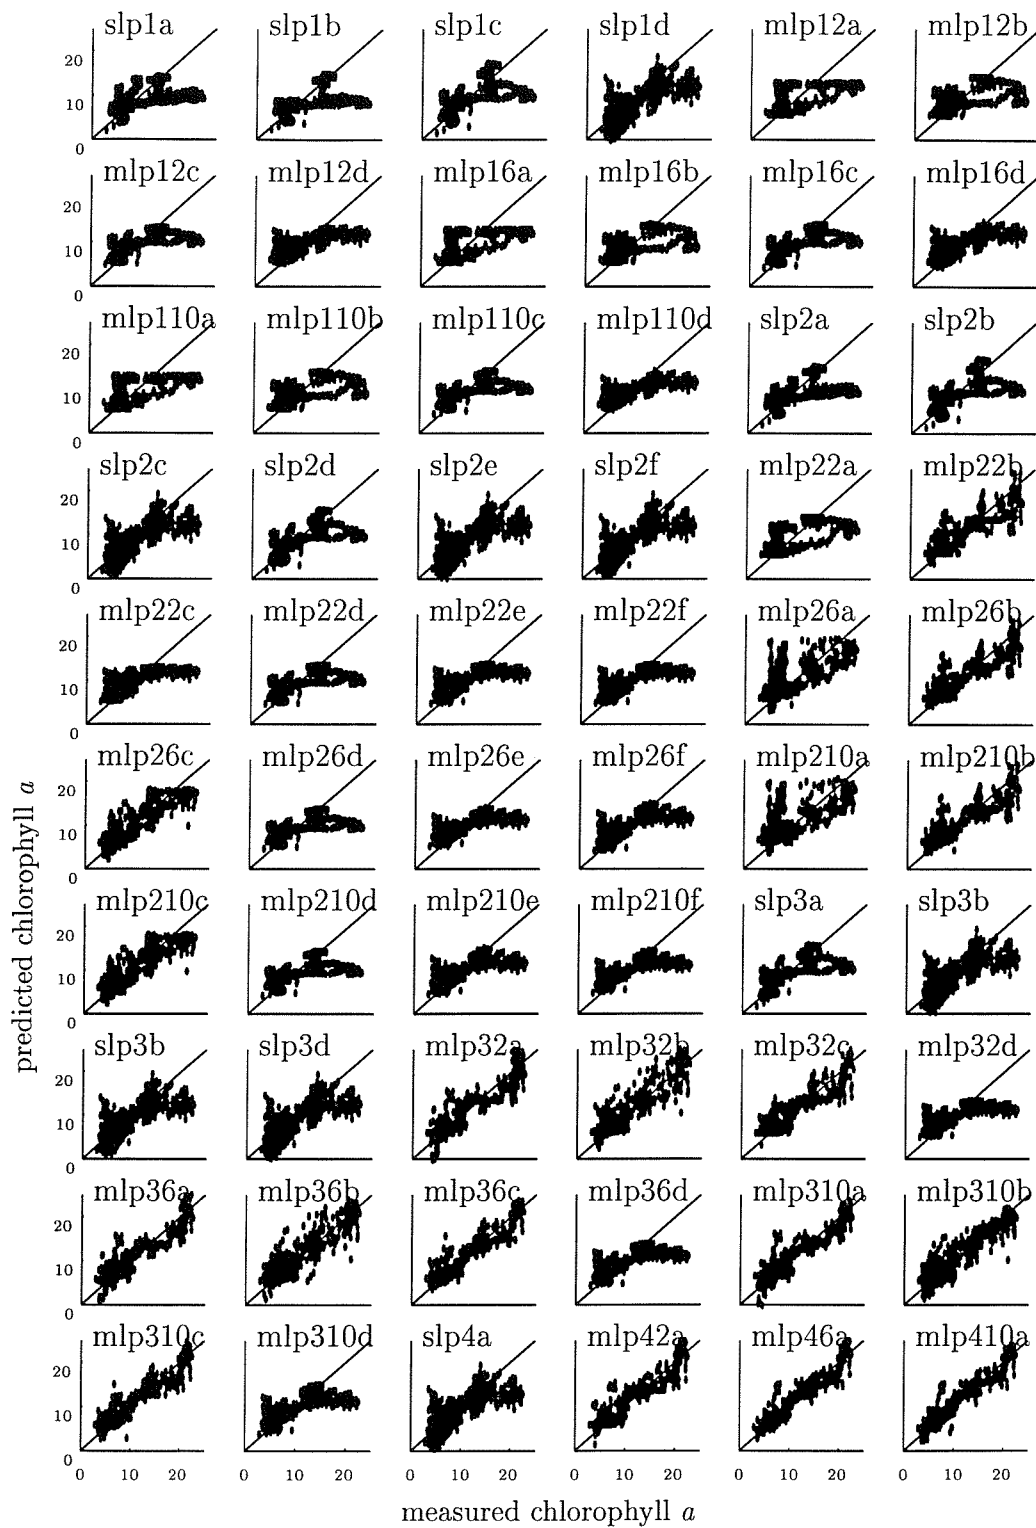 slp1a slp1b slp1c slp1d mlp12a mlp12b
20
10
0
mlp12c mlp12d mlp16a mlp16b mlp16c mlp16d
20
10
0
mlp110a mlp110b mlp110c mlp110d slp2a slp2b
20
10
0
slp2c slp2d slp2e slp2f mlp22a mlp22b
20
10
0
mlp22c mlp22d mlp22e mlp22f mlp26a mlp26b
20
10
0
mlp26c mlp26d mlp26e mlp26f mlp210a mlp210b
20
10
0
mlp210c mlp210d mlp210e mlp210f slp3a slp3b
20
10
0
slp3b slp3d mlp32a mlp32b mlp32c mlp32d
20
10
0
mlp36a mlp36b mlp36c mlp36d mlp310a mlp310b
20
10
0
mlp310c mlp310d slp4a mlp42a mlp46a mlp410a
20
10
0
0 10 20 0 10 20 0 10 20 0 10 20 0 10 20 0 10 20
measured chlorophyll a
predicted chlorophyll a